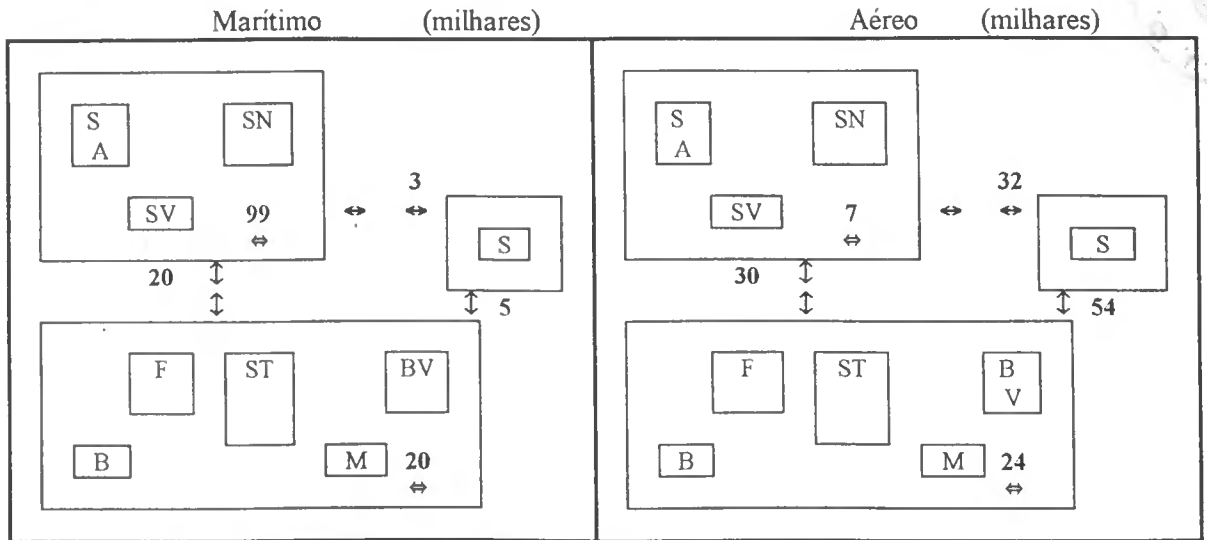 Marítimo (milhares)
Aéreo (milhares)
S
A
SN
SV
99
⇔
3
↔ ↔
S
20
↕
↕
↕
5
F
ST
BV
B
M
20
⇔
S
A
SN
SV
7
⇔
32
↔ ↔
S
30
↕
↕
↕
54
F
ST
B
V
B
M
24
⇔